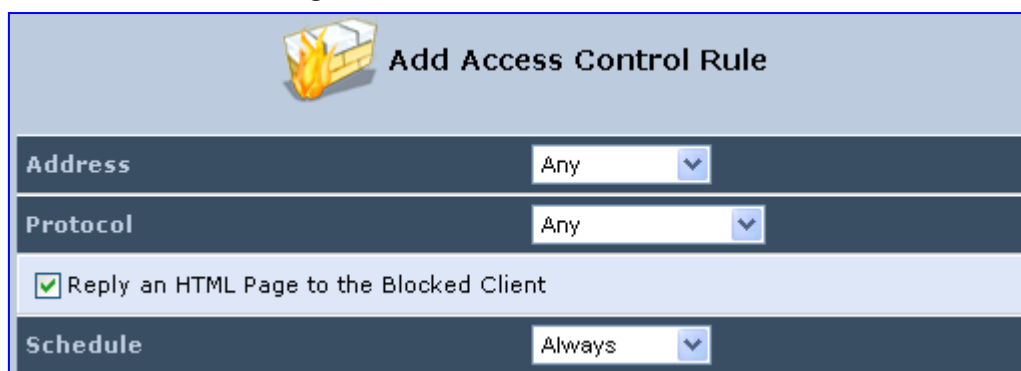 Add Access Control Rule
Address Any
Protocol Any
Reply an HTML Page to the Blocked Client
Schedule Always